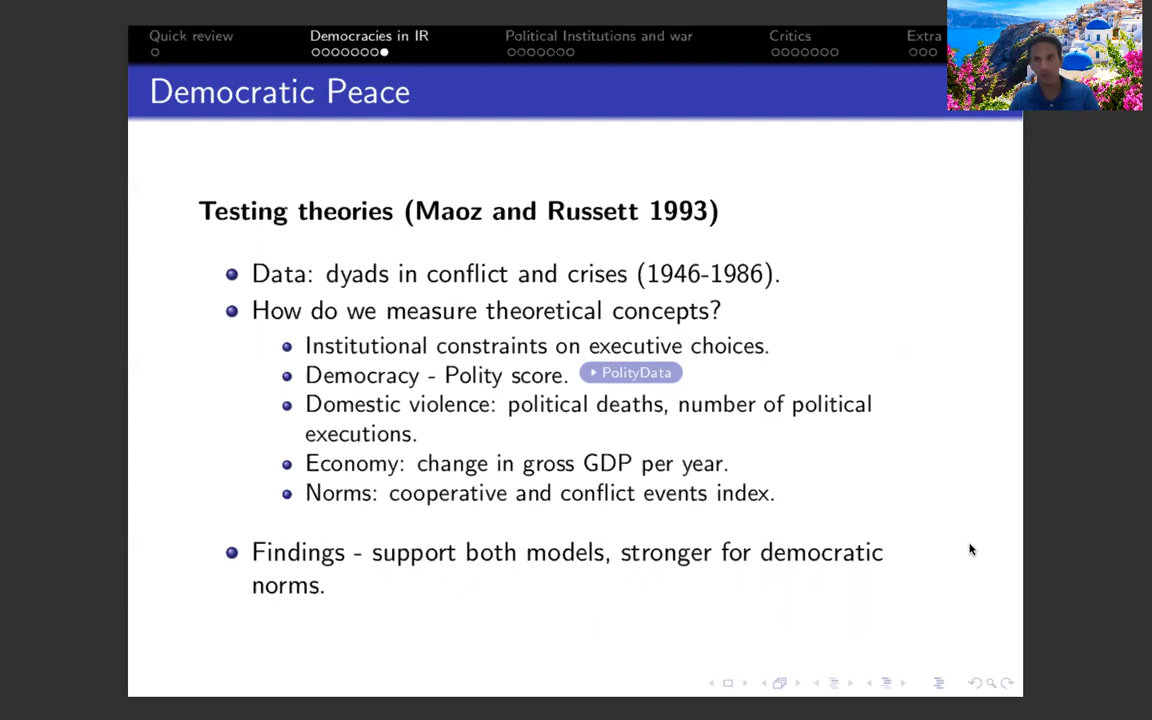 Quick review
Democracies in IR
Political Institutions and war
Critics
Extra
Democratic Peace
Testing theories (Maoz and Russett 1993)
Data: dyads in conflict and crises (1946-1986).
How do we measure theoretical concepts?
Institutional constraints on executive choices.
Democracy - Polity score.
PolityData
Domestic violence: political deaths, number of political
executions.
Economy: change in gross GDP per year.
Norms: cooperative and conflict events index.
Findings - support both models, stronger for democratic
norms.